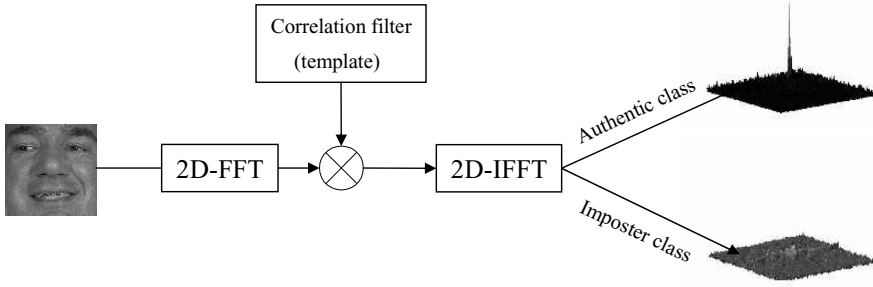 Correlation filter
(template)
2D-FFT
2D-IFFT
Authentic class
Imposter class